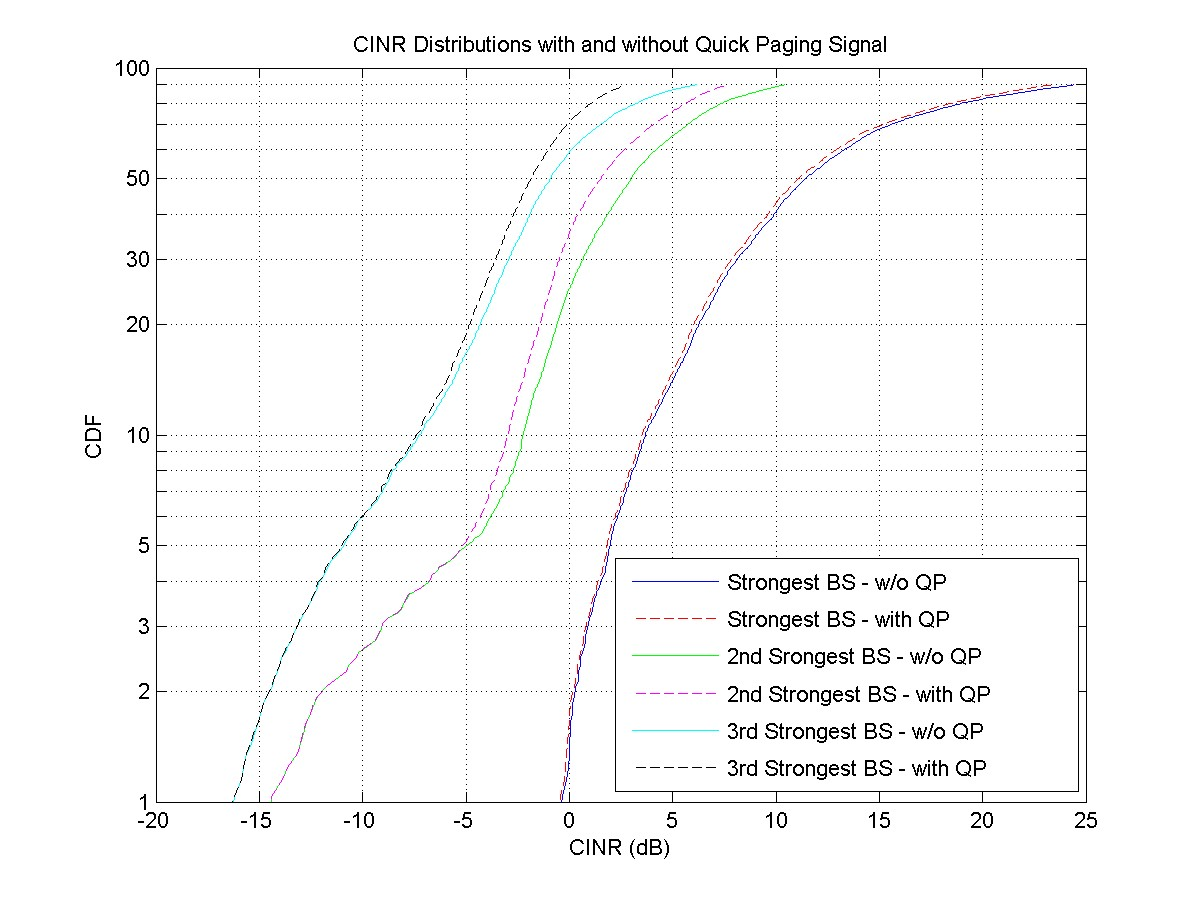 CINR Distributions with and without Quick Paging Signal
100
50
30
20
10
5
3
2
1
CDF
-20 -15 -10 -5 0 5 10 15 20 25
CINR (dB)
Strongest BS - w/o QP
Strongest BS - with QP
2nd Srongest BS - w/o QP
2nd Strongest BS - with QP
3rd Strongest BS - w/o QP
3rd Strongest BS - with QP